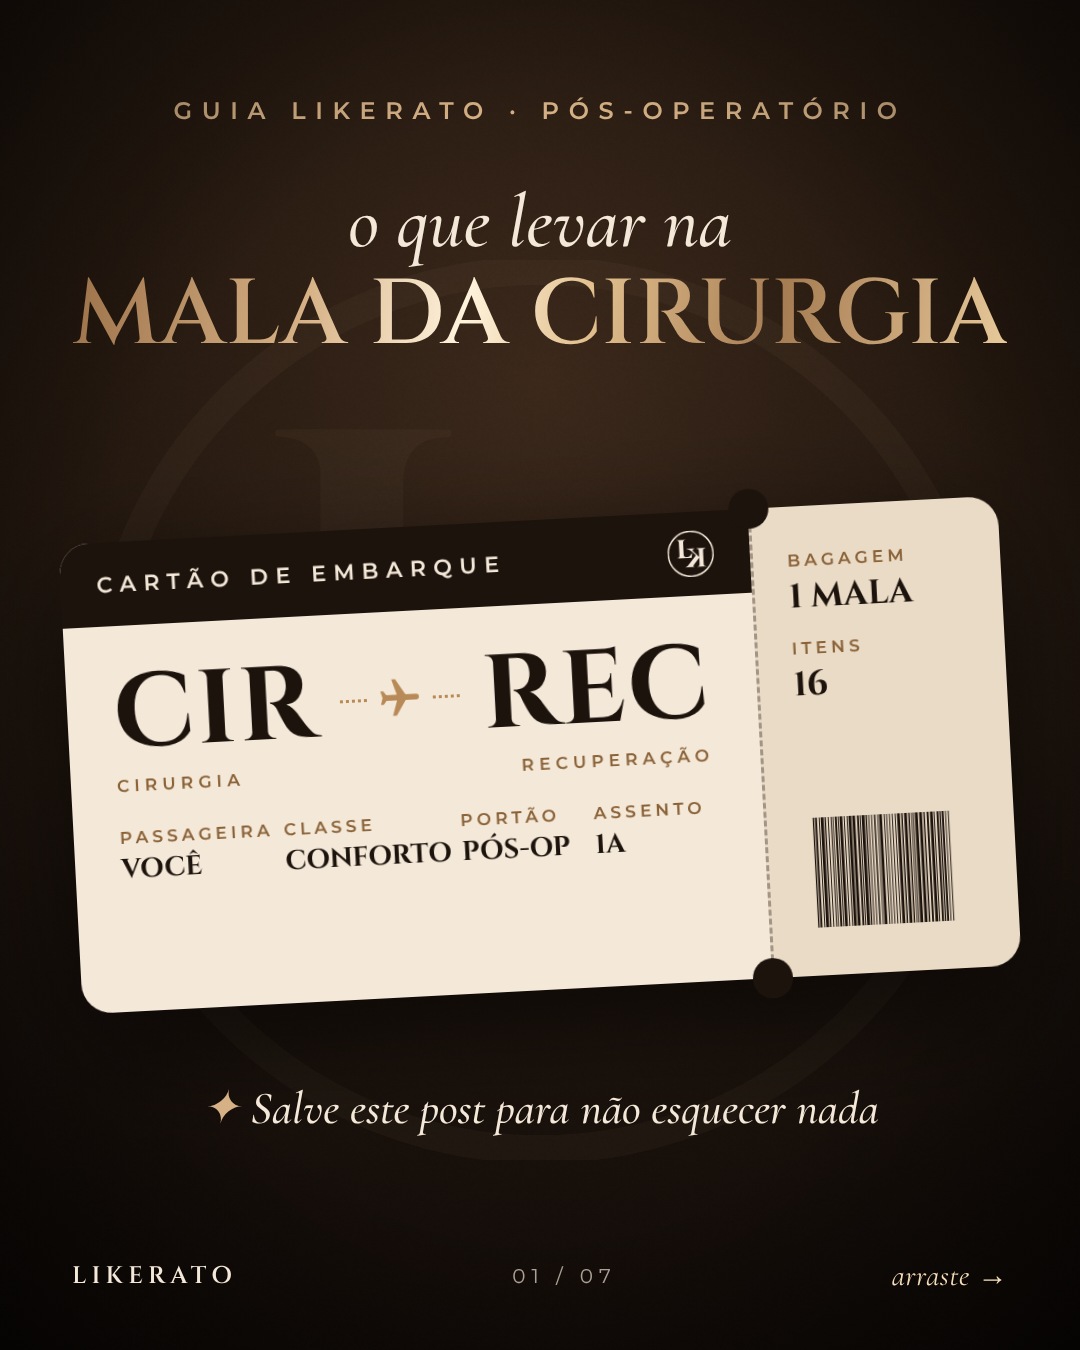 GUIA LIKERATO · PÓS-OPERATÓRIO
o que levar na
MALA DA CIRURGIA
CARTÃO DE EMBARQUE
LK
CIR REC
CIRURGIA RECUPERAÇÃO
PASSAGEIRA CLASSE PORTÃO ASSENTO
VOCÊ CONFORTO PÓS-OP 1A
BAGAGEM
1 MALA
ITENS
16
✦ Salve este post para não esquecer nada
LIKERATO 01 / 07 arraste →